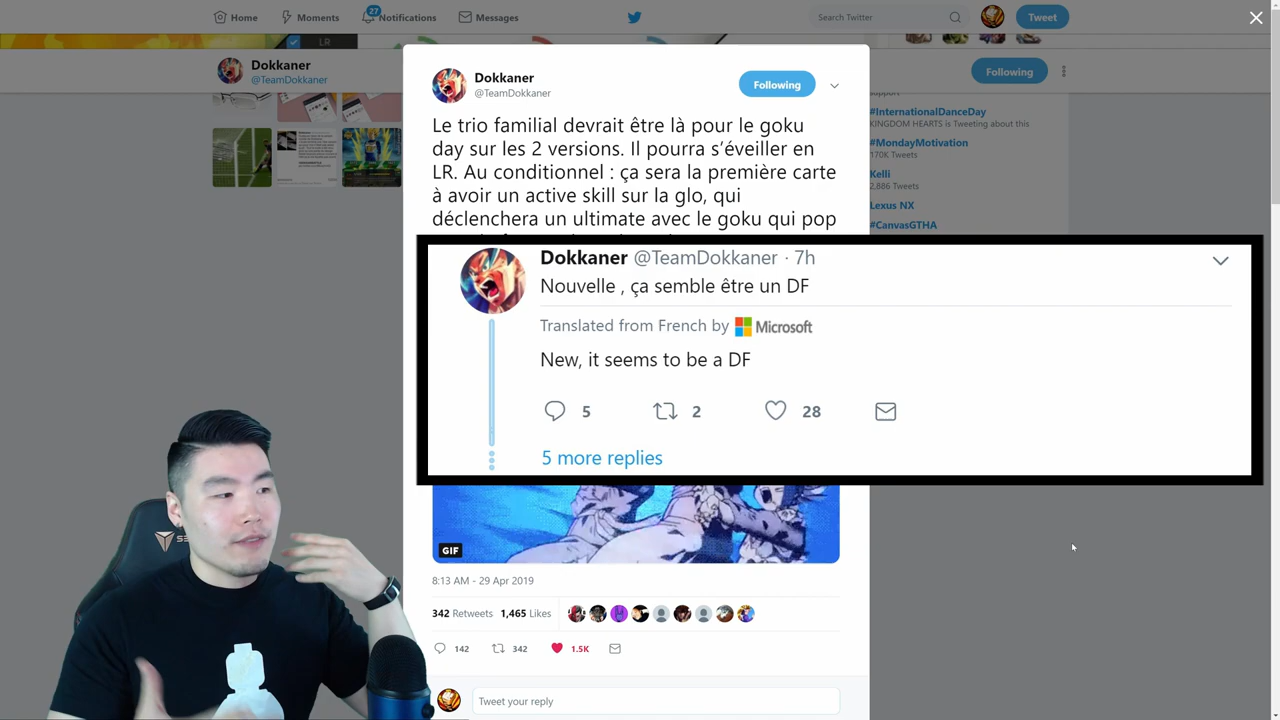 Home
Moments
27
Notifications
Messages
Search Twitter
Tweet
LR
Dokkaner
@TeamDokkaner
Following
Dokkaner
@TeamDokkaner
Following
Le trio familial devrait être là pour le goku
day sur les 2 versions. Il pourra s’éveiller en
LR. Au conditionnel : ça sera la première carte
à avoir un active skill sur la glo, qui
déclenchera un ultimate avec le goku qui pop
support
#InternationalDanceDay
KINGDOM HEARTS is Tweeting about this
#MondayMotivation
170K Tweets
Kelli
2,886 Tweets
Lexus NX
#CanvasGTHA
Dokkaner @TeamDokkaner · 7h
Nouvelle , ça semble être un DF
Translated from French by Microsoft
New, it seems to be a DF
5 2 28
5 more replies
GIF
8:13 AM - 29 Apr 2019
342 Retweets 1,465 Likes
142 342 1.5K
Tweet your reply